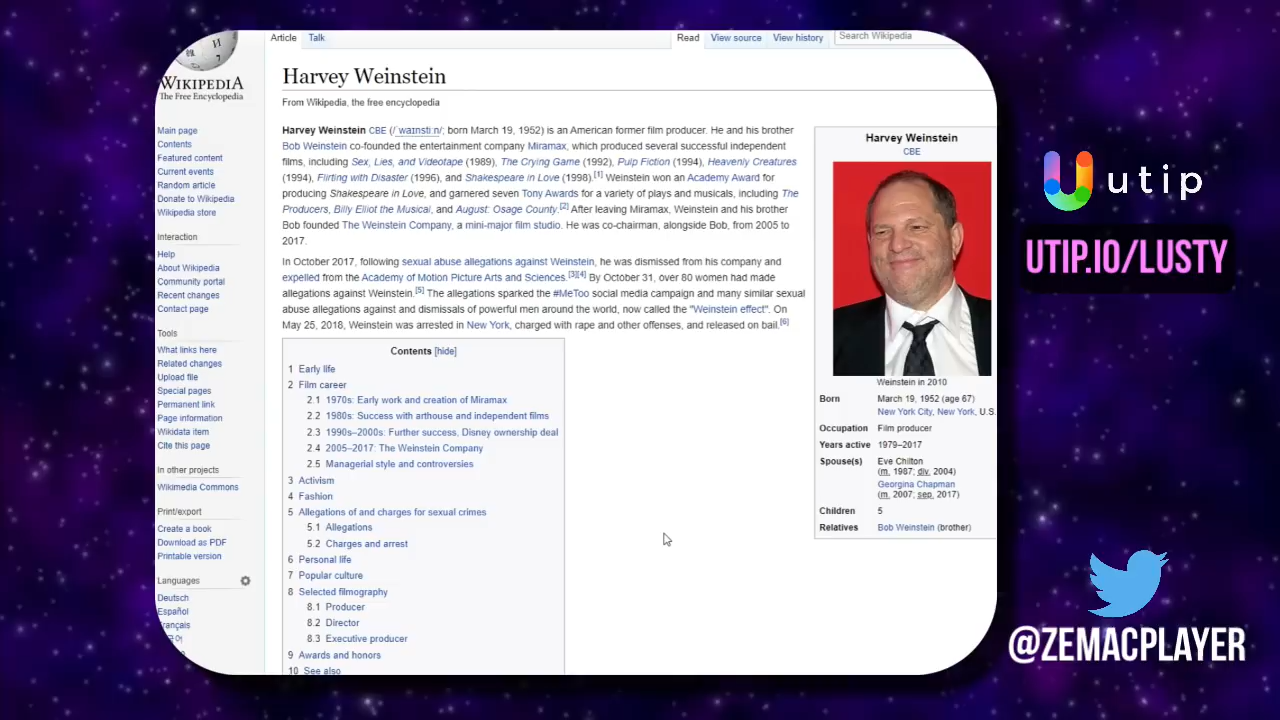 Article Talk Read View source View history Search Wikipedia
WIKIPEDIA
The Free Encyclopedia
Main page
Contents
Featured content
Current events
Random article
Donate to Wikipedia
Wikipedia store
Interaction
Help
About Wikipedia
Community portal
Recent changes
Contact page
Tools
What links here
Related changes
Upload file
Special pages
Permanent link
Page information
Wikidata item
Cite this page
In other projects
Wikimedia Commons
Print/export
Create a book
Download as PDF
Printable version
Languages
Deutsch
Español
rançais
Harvey Weinstein
From Wikipedia, the free encyclopedia
Harvey Weinstein CBE (/ˈwaɪnstiːn/; born March 19, 1952) is an American former film producer. He and his brother
Bob Weinstein co-founded the entertainment company Miramax, which produced several successful independent
films, including Sex, Lies, and Videotape (1989), The Crying Game (1992), Pulp Fiction (1994), Heavenly Creatures
(1994), Flirting with Disaster (1996), and Shakespeare in Love (1998).[1] Weinstein won an Academy Award for
producing Shakespeare in Love, and garnered seven Tony Awards for a variety of plays and musicals, including The
Producers, Billy Elliot the Musical, and August: Osage County.[2] After leaving Miramax, Weinstein and his brother
Bob founded The Weinstein Company, a mini-major film studio. He was co-chairman, alongside Bob, from 2005 to
2017.
In October 2017, following sexual abuse allegations against Weinstein, he was dismissed from his company and
expelled from the Academy of Motion Picture Arts and Sciences.[3][4] By October 31, over 80 women had made
allegations against Weinstein.[5] The allegations sparked the #MeToo social media campaign and many similar sexual
abuse allegations against and dismissals of powerful men around the world, now called the "Weinstein effect". On
May 25, 2018, Weinstein was arrested in New York, charged with rape and other offenses, and released on bail.[6]
Contents [hide]
1 Early life
2 Film career
2.1 1970s: Early work and creation of Miramax
2.2 1980s: Success with arthouse and independent films
2.3 1990s–2000s: Further success, Disney ownership deal
2.4 2005–2017: The Weinstein Company
2.5 Managerial style and controversies
3 Activism
4 Fashion
5 Allegations of and charges for sexual crimes
5.1 Allegations
5.2 Charges and arrest
6 Personal life
7 Popular culture
8 Selected filmography
8.1 Producer
8.2 Director
8.3 Executive producer
9 Awards and honors
10 See also
Harvey Weinstein
CBE
Weinstein in 2010
Born March 19, 1952 (age 67)
New York City, New York, U.S.
Occupation Film producer
Years active 1979–2017
Spouse(s) Eve Chilton
(m. 1987; div. 2004)
Georgina Chapman
(m. 2007; sep. 2017)
Children 5
Relatives Bob Weinstein (brother)
utip
UTIP.IO/LUSTY
@ZEMACPLAYER